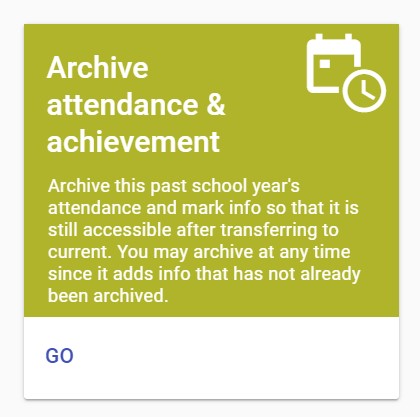 Archive
attendance &
achievement
Archive this past school year's
attendance and mark info so that it is
still accessible after transferring to
current. You may archive at any time
since it adds info that has not already
been archived.
GO